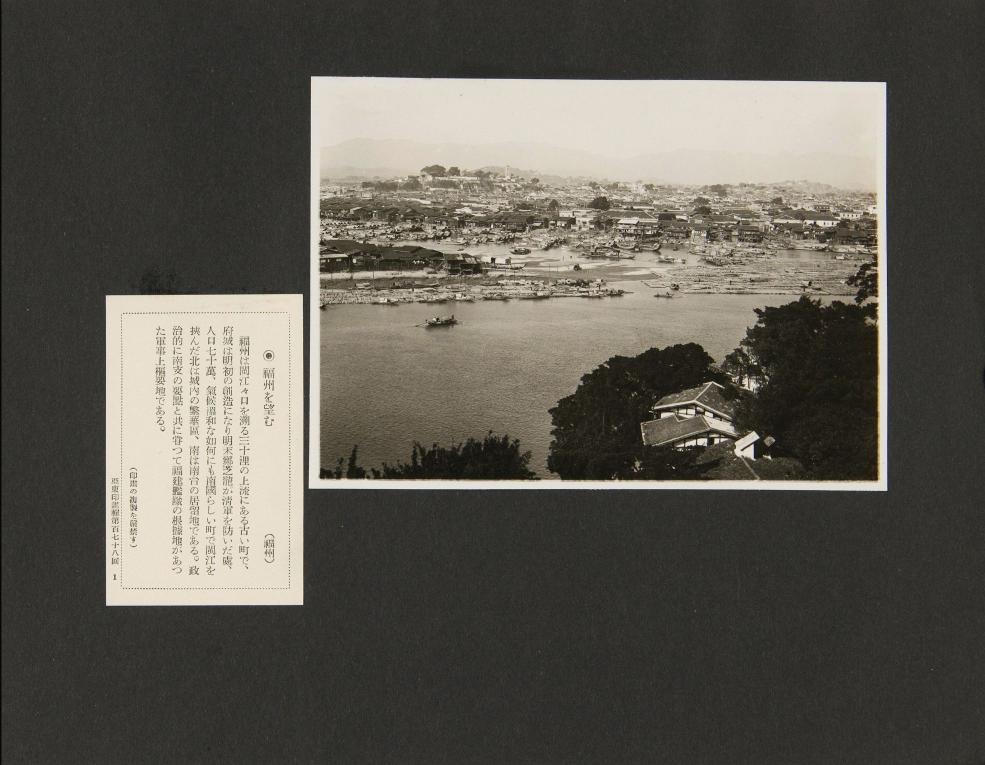 ◉福州を望む
（福州）
福州は閩江々口を溯る三十浬の上流にある古い町で、
府城は明初の創造になり明末鄭芝龍が淸軍を防いだ處、
人口七十萬、氣候溫和な如何にも南國らしい町で閩江を
挾んだ北は城內の繁華區、南は南台の居留地である。政
治的に南支の要點と共に甞つて福建艦隊の根據地があつ
た軍事上樞要地である。
（印畫の複製を嚴禁す）
亞東印畫輯第百七十八回 1